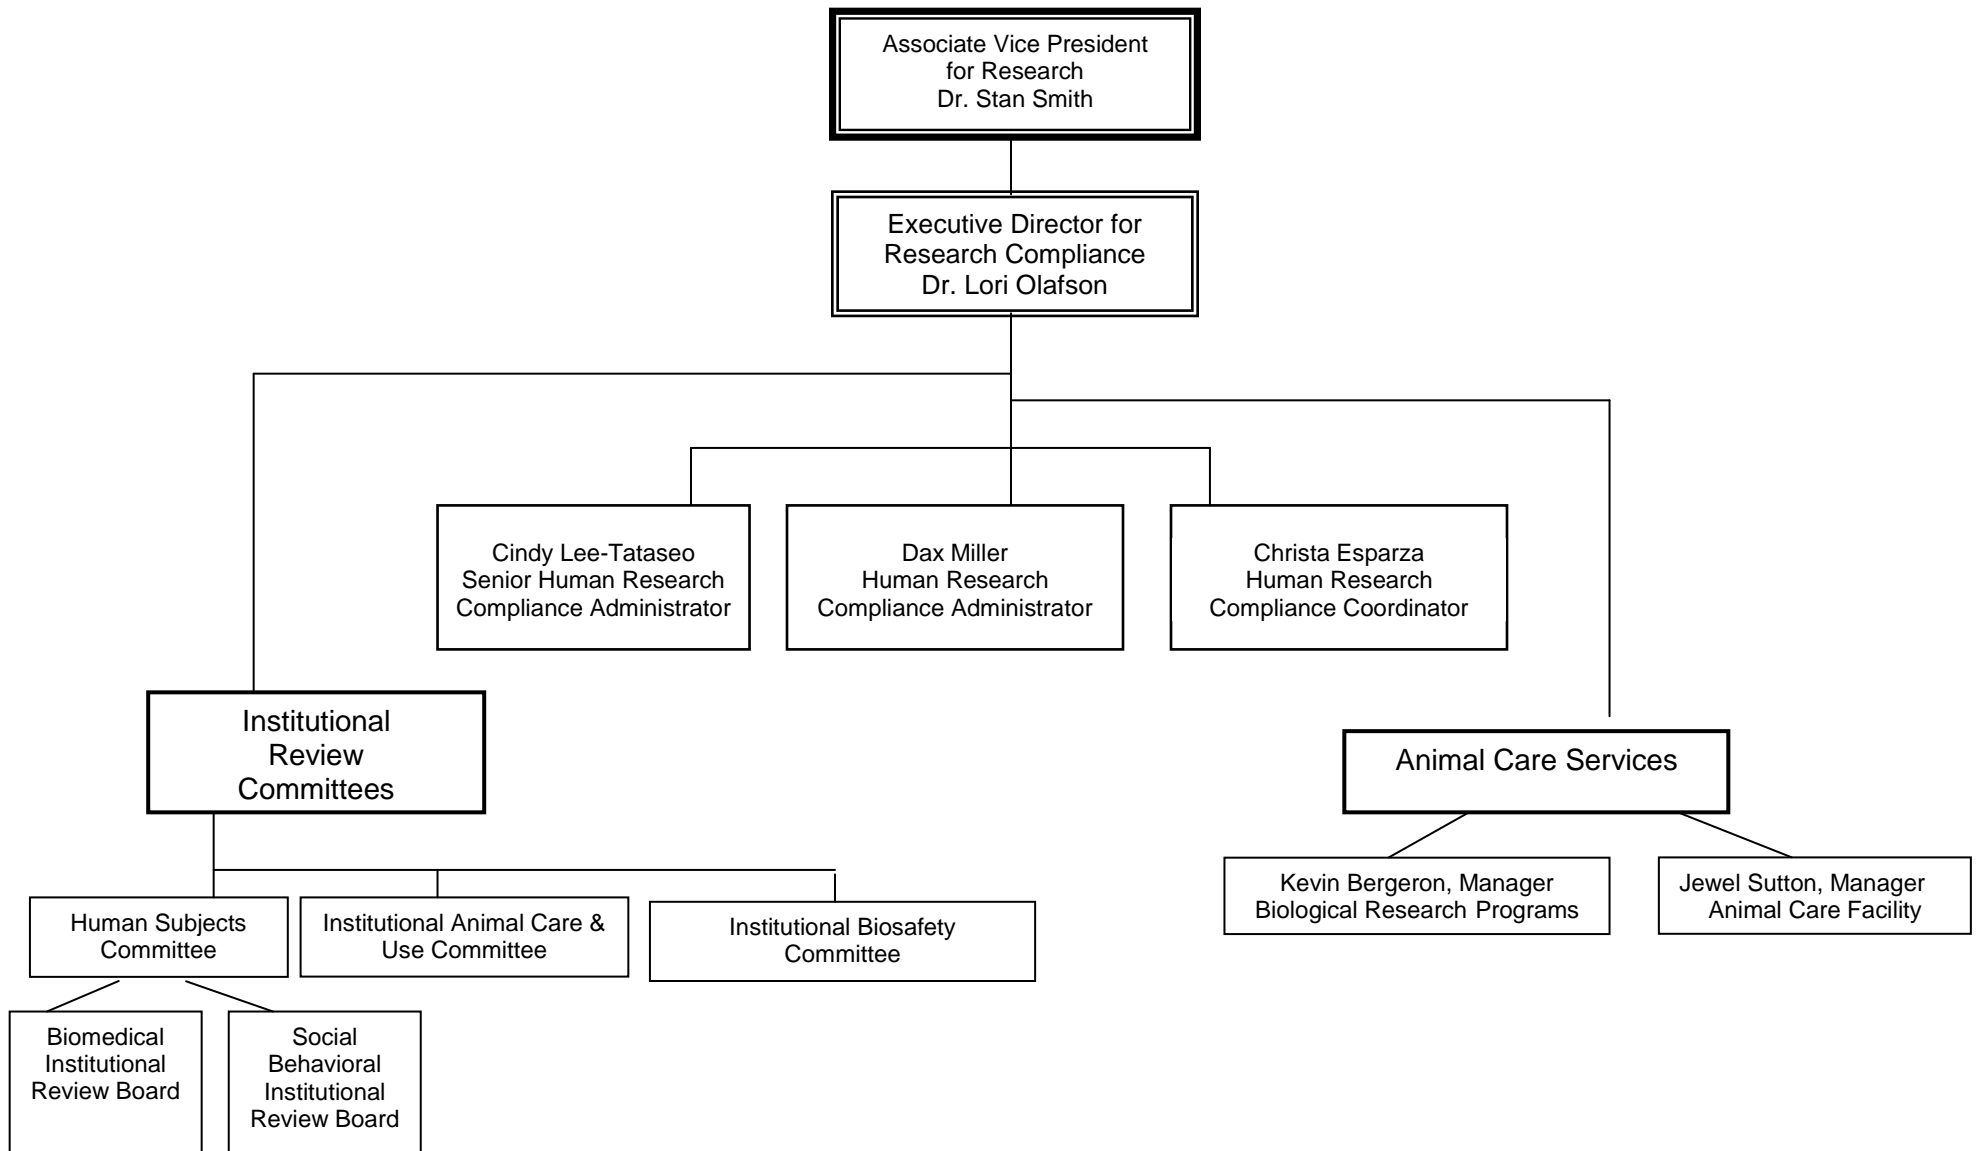 Associate Vice President
for Research
Dr. Stan Smith
Executive Director for
Research Compliance
Dr. Lori Olafson
Cindy Lee-Tataseo
Senior Human Research
Compliance Administrator
Dax Miller
Human Research
Compliance Administrator
Christa Esparza
Human Research
Compliance Coordinator
Institutional
Review
Committees
Animal Care Services
Kevin Bergeron, Manager
Biological Research Programs
Jewel Sutton, Manager
Animal Care Facility
Human Subjects
Committee
Institutional Animal Care &
Use Committee
Institutional Biosafety
Committee
Biomedical
Institutional
Review Board
Social
Behavioral
Institutional
Review Board